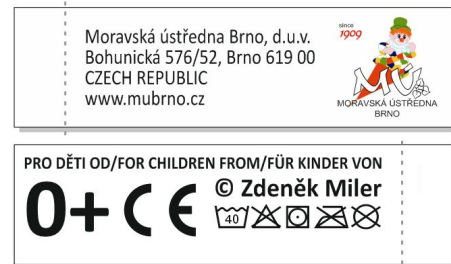 Moravská ústředna Brno, d.u.v.
Bohunická 576/52, Brno 619 00
CZECH REPUBLIC
www.mubrno.cz
since
1909
MÚ
MORAVSKÁ ÚSTŘEDNA
BRNO
PRO DĚTI OD/FOR CHILDREN FROM/FÜR KINDER VON
0+ CE
© Zdeněk Miler
40